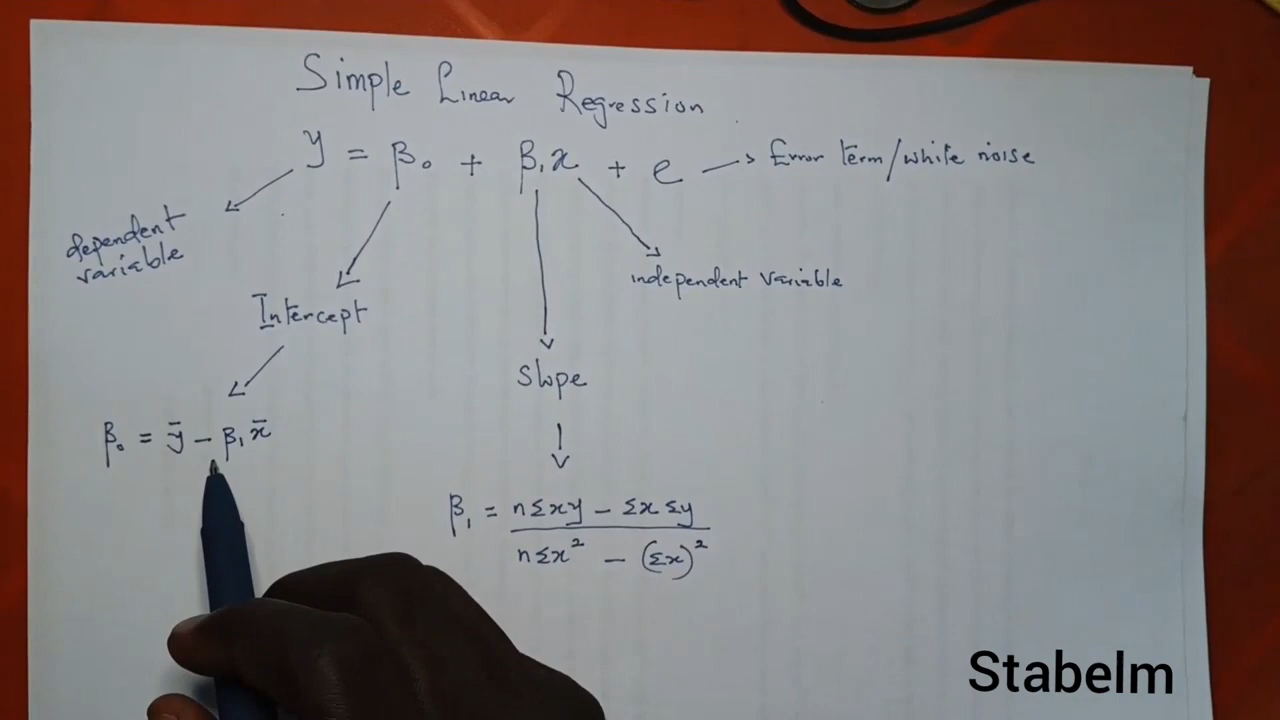 Simple Linear Regression
y = β₀ + β₁x + e → Error term/white noise
dependent
variable
independent variable
Intercept
Slope
β₀ = ȳ − β₁x̄
β₁ = nΣxy − ΣxΣy
nΣx² − (Σx)²
Stabelm